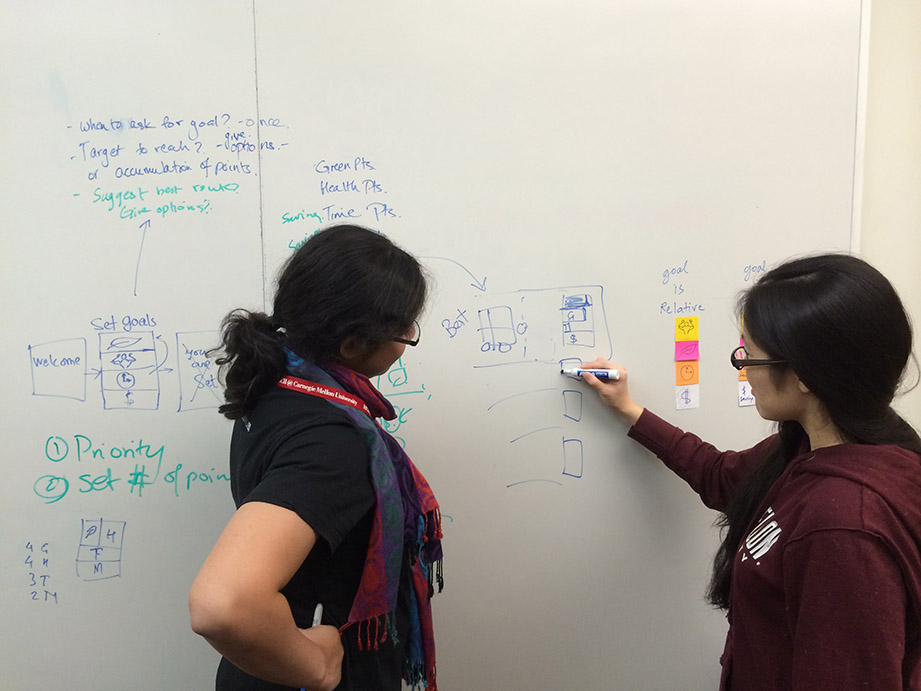 - when to ask for goal? - once.
- Target to reach? - give options. -
or accumulation of points.
- Suggest best route?
Give options?
Green Pts.
Health Pts.
Saving Time Pts.
Set goals
welcome
$
you are set
① Priority
② set # of poin
4 G
4 H
3 T
2 M
P H
T
M
@ Carnegie Mellon University
Bat
G
$
goal
is
Relative
$
goal
$